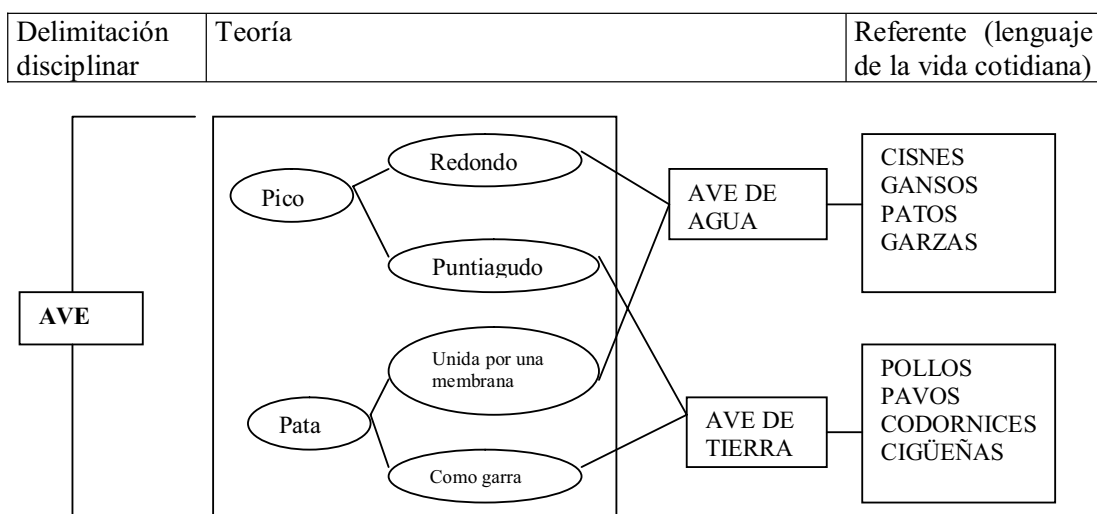 Delimitación
disciplinar
Teoría
Referente (lenguaje
de la vida cotidiana)
AVE
Pico
Redondo
Puntiagudo
Pata
Unida por una
membrana
Como garra
AVE DE
AGUA
CISNES
GANSOS
PATOS
GARZAS
AVE DE
TIERRA
POLLOS
PAVOS
CODORNICES
CIGÜEÑAS